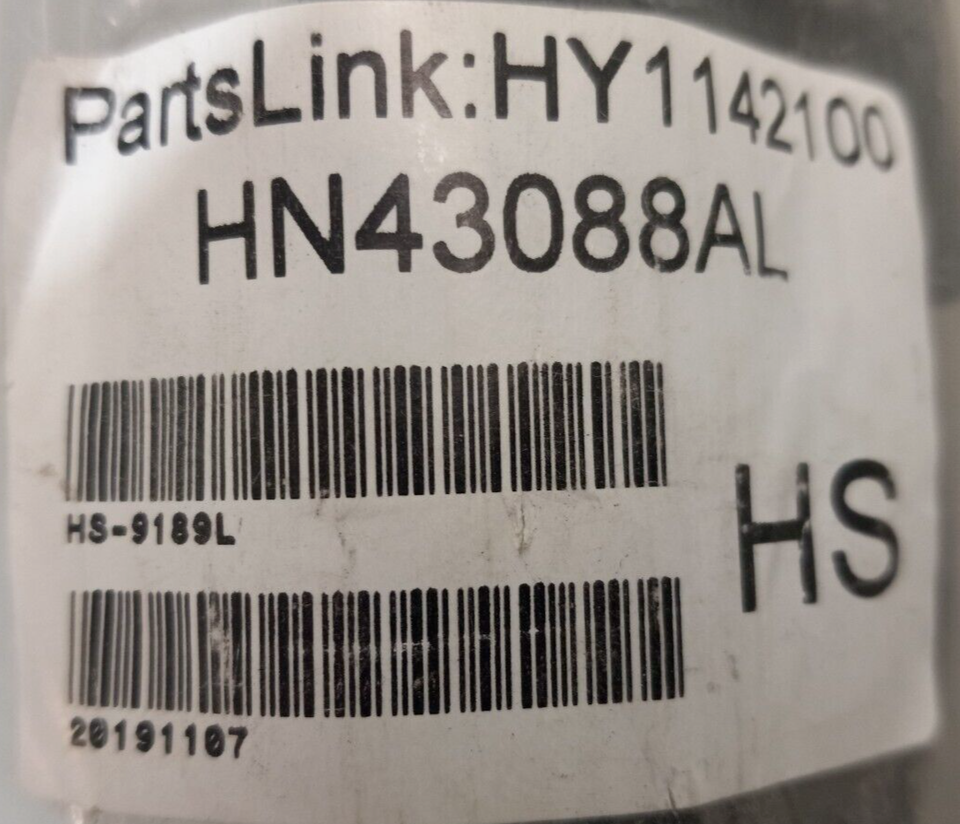 PartsLink:HY1142100
HN43088AL
HS-9189L
HS
20191107